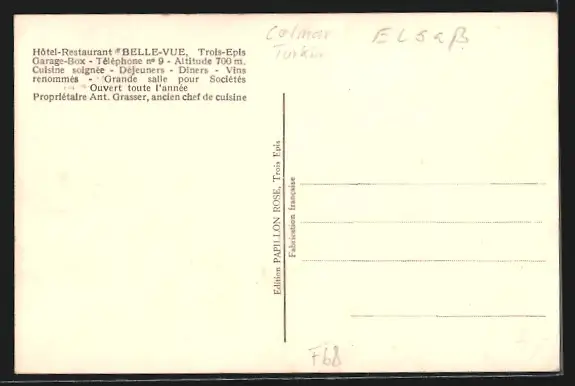 Hôtel-Restaurant "BELLE-VUE, Trois-Epis
Garage-Box - Téléphone nº 9 - Altitude 700 m.
Cuisine soignée - Déjeuners - Diners - Vins
renommés - Grande salle pour Sociétés
Ouvert toute l'année
Propriétaire Ant. Grasser, ancien chef de cuisine
Colmar
ELSaß
Edition PAPILLON ROSE, Trois Epis
Fabrication française
F68